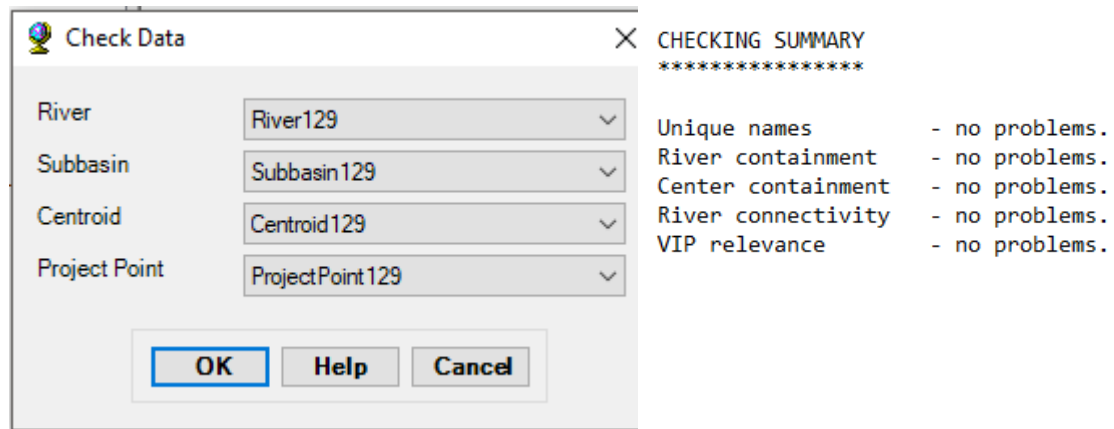 Check Data
River
River129
Subbasin
Subbasin129
Centroid
Centroid129
Project Point
ProjectPoint129
OK
Help
Cancel
CHECKING SUMMARY
****************
Unique names - no problems.
River containment - no problems.
Center containment - no problems.
River connectivity - no problems.
VIP relevance - no problems.